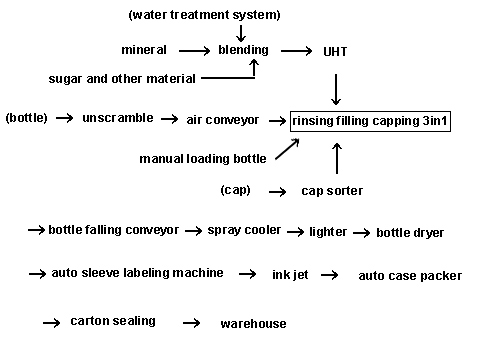 (water treatment system)
mineral blending UHT
sugar and other material
(bottle) unscramble air conveyor rinsing filling capping 3in1
manual loading bottle
(cap) cap sorter
bottle falling conveyor spray cooler lighter bottle dryer
auto sleeve labeling machine ink jet auto case packer
carton sealing warehouse